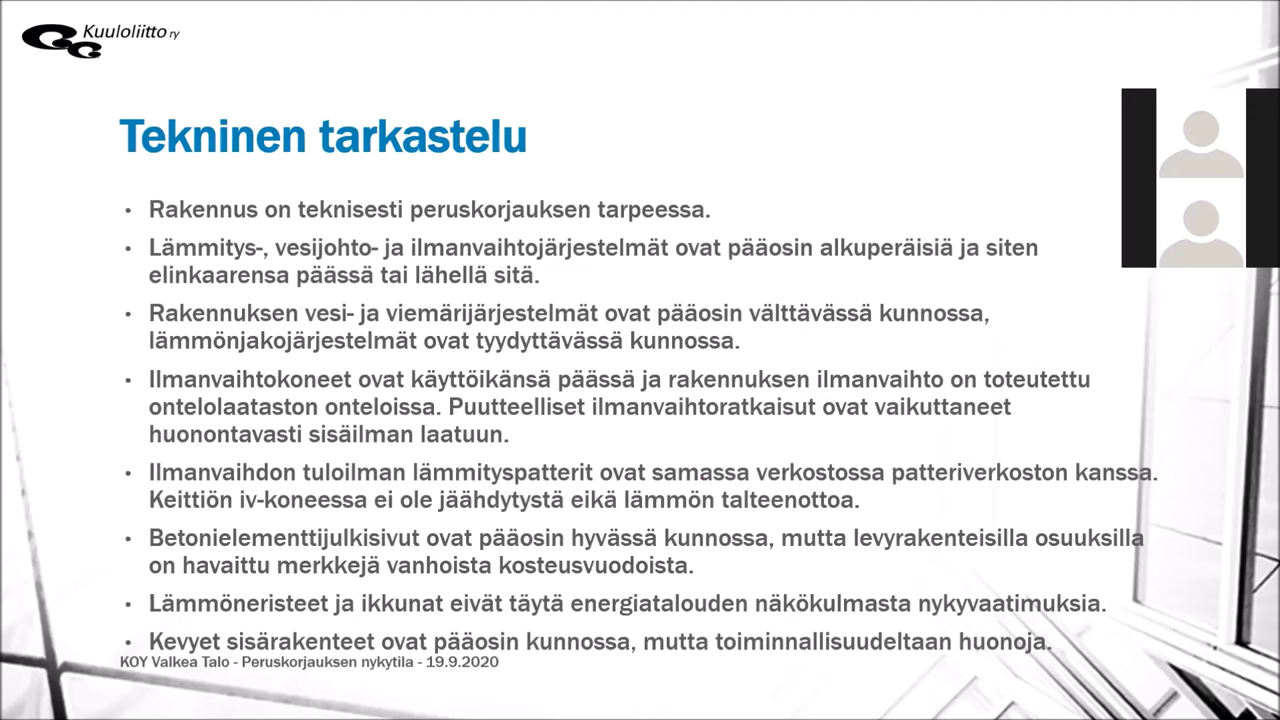 Kuuloliitto ry
Tekninen tarkastelu
• Rakennus on teknisesti peruskorjauksen tarpeessa.
• Lämmitys-, vesijohto- ja ilmanvaihtojärjestelmät ovat pääosin alkuperäisiä ja siten
elinkaarensa päässä tai lähellä sitä.
• Rakennuksen vesi- ja viemärijärjestelmät ovat pääosin välttävässä kunnossa,
lämmönjakojärjestelmät ovat tyydyttävässä kunnossa.
• Ilmanvaihtokoneet ovat käyttöikänsä päässä ja rakennuksen ilmanvaihto on toteutettu
ontelolaataston onteloissa. Puutteelliset ilmanvaihtoratkaisut ovat vaikuttaneet
huonontavasti sisäilman laatuun.
• Ilmanvaihdon tuloilman lämmityspatterit ovat samassa verkostossa patteriverkoston kanssa.
Keittiön iv-koneessa ei ole jäähdytystä eikä lämmön talteenottoa.
• Betonielementtijulkisivut ovat pääosin hyvässä kunnossa, mutta levyrakenteisilla osuuksilla
on havaittu merkkejä vanhoista kosteusvuodoista.
• Lämmöneristeet ja ikkunat eivät täytä energiatalouden näkökulmasta nykyvaatimuksia.
• Kevyet sisärakenteet ovat pääosin kunnossa, mutta toiminnallisuudeltaan huonoja.
KOY Valkea Talo - Peruskorjauksen nykytila - 19.9.2020